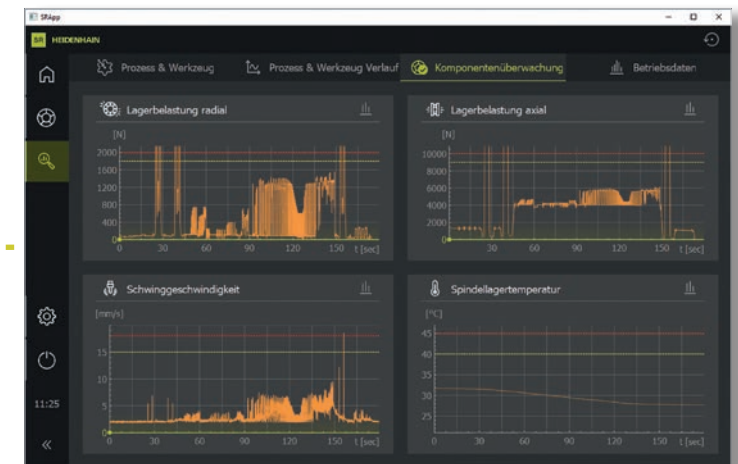 SRApp
SR HEIDENHAIN
Prozess & Werkzeug
Prozess & Werkzeug Verlauf
Komponentenüberwachung
Betriebsdaten
Lagerbelastung radial
[N]
2000
1600
1200
800
400
0
0 30 60 90 120 150 t [sec]
Lagerbelastung axial
[N]
10000
8000
6000
4000
2000
0
30 60 90 120 150 t [sec]
Schwinggeschwindigkeit
[mm/s]
15
10
5
0
0 30 60 90 120 150 t [sec]
Spindellagertemperatur
[°C]
45
40
35
30
25
0 30 60 90 120 150 t [sec]
11:25